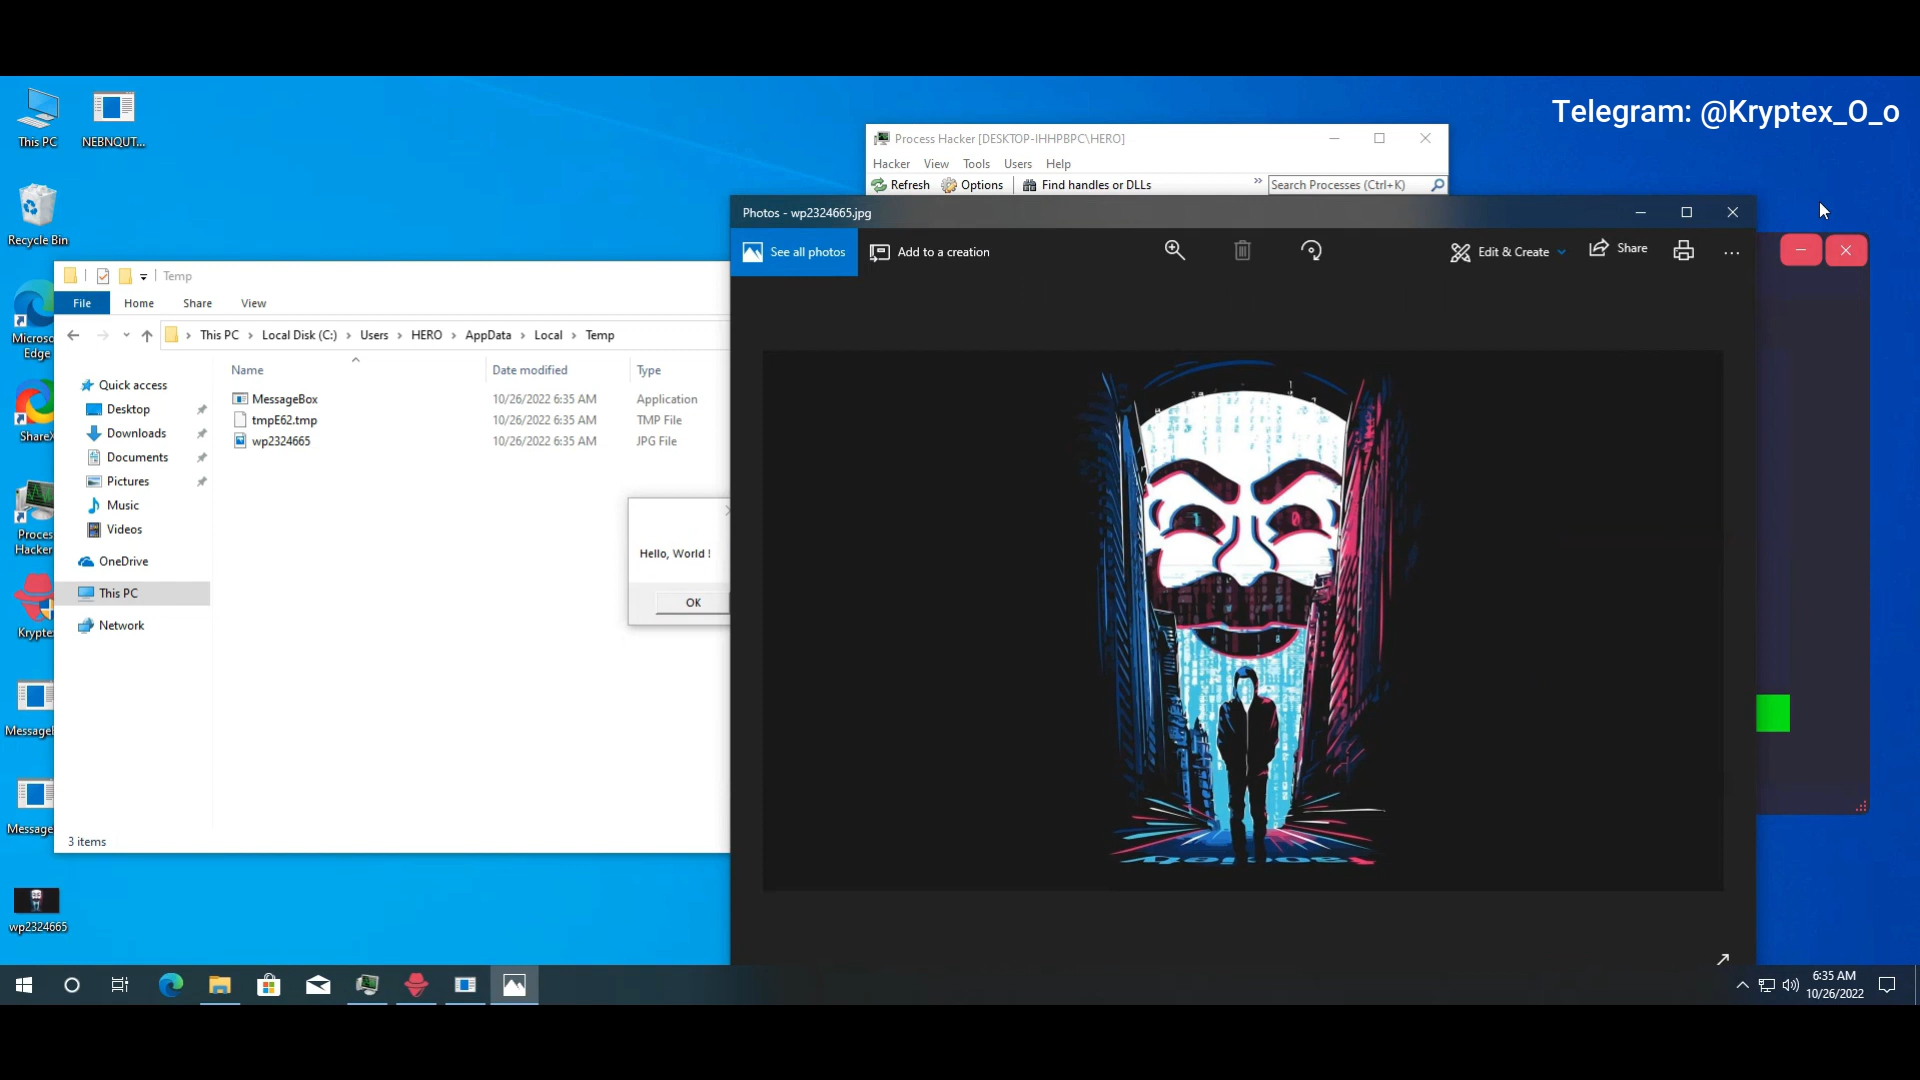 Telegram: @Kryptex_O_o
This PC
NEBNQUT...
Recycle Bin
Edge
Process Hacker [DESKTOP-IHHPBPC\HERO]
Hacker View Tools Users Help
Refresh Options Find handles or DLLs » Search Processes (Ctrl+K)
Photos - wp2324665.jpg
See all photos Add to a creation Edit & Create Share ...
Temp
File Home Share View
This PC › Local Disk (C:) › Users › HERO › AppData › Local › Temp
Name Date modified Type
MessageBox 10/26/2022 6:35 AM Application
tmpE62.tmp 10/26/2022 6:35 AM TMP File
wp2324665 10/26/2022 6:35 AM JPG File
Quick access
Desktop
Downloads
Documents
Pictures
Music
Videos
OneDrive
This PC
Network
3 items
Hello, World !
OK
Hacker
wp2324665
6:35 AM
10/26/2022